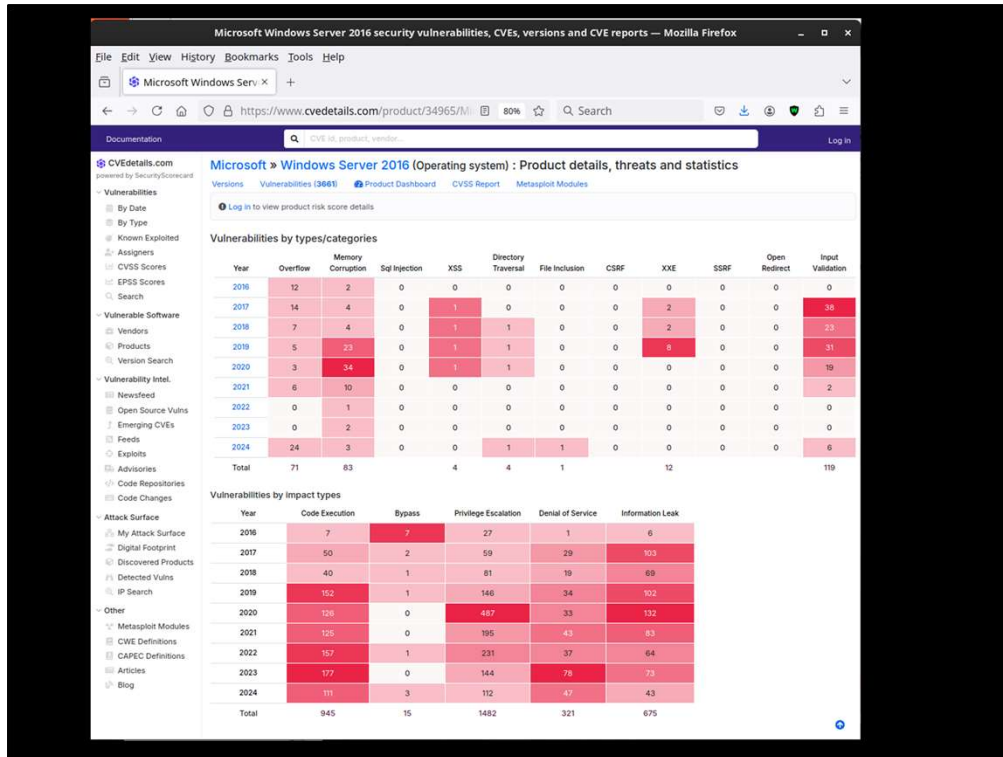 Microsoft Windows Server 2016 security vulnerabilities, CVEs, versions and CVE reports — Mozilla Firefox
File Edit View History Bookmarks Tools Help
Microsoft Windows Serv
https://www.cvedetails.com/product/34965/Mi 80% Search
Documentation CVE id, product, vendor... Log in
CVEdetails.com
powered by SecurityScorecard
Vulnerabilities
By Date
By Type
Known Exploited
Assigners
CVSS Scores
EPSS Scores
Search
Vulnerable Software
Vendors
Products
Version Search
Vulnerability Intel.
Newsfeed
Open Source Vulns
Emerging CVEs
Feeds
Exploits
Advisories
Code Repositories
Code Changes
Attack Surface
My Attack Surface
Digital Footprint
Discovered Products
Detected Vulns
IP Search
Other
Metasploit Modules
CWE Definitions
CAPEC Definitions
Articles
Blog
Microsoft » Windows Server 2016 (Operating system) : Product details, threats and statistics
Versions Vulnerabilities (3661) Product Dashboard CVSS Report Metasploit Modules
Log in to view product risk score details
Vulnerabilities by types/categories
Year Overflow Memory Corruption Sql Injection XSS Directory Traversal File Inclusion CSRF XXE SSRF Open Redirect Input Validation
2016 12 2 0 0 0 0 0 0 0 0 0
2017 14 4 0 1 0 0 0 2 0 0 38
2018 7 4 0 1 1 0 0 2 0 0 23
2019 5 23 0 1 1 0 0 8 0 0 31
2020 3 34 0 1 1 0 0 0 0 0 19
2021 6 10 0 0 0 0 0 0 0 0 2
2022 0 1 0 0 0 0 0 0 0 0 0
2023 0 2 0 0 0 0 0 0 0 0 0
2024 24 3 0 0 1 1 0 0 0 0 6
Total 71 83 4 4 1 12 119
Vulnerabilities by impact types
Year Code Execution Bypass Privilege Escalation Denial of Service Information Leak
2016 7 7 27 1 6
2017 50 2 59 29 103
2018 40 1 81 19 69
2019 152 1 146 34 102
2020 126 0 487 33 132
2021 125 0 195 43 83
2022 157 1 231 37 64
2023 177 0 144 78 73
2024 111 3 112 47 43
Total 945 15 1482 321 675